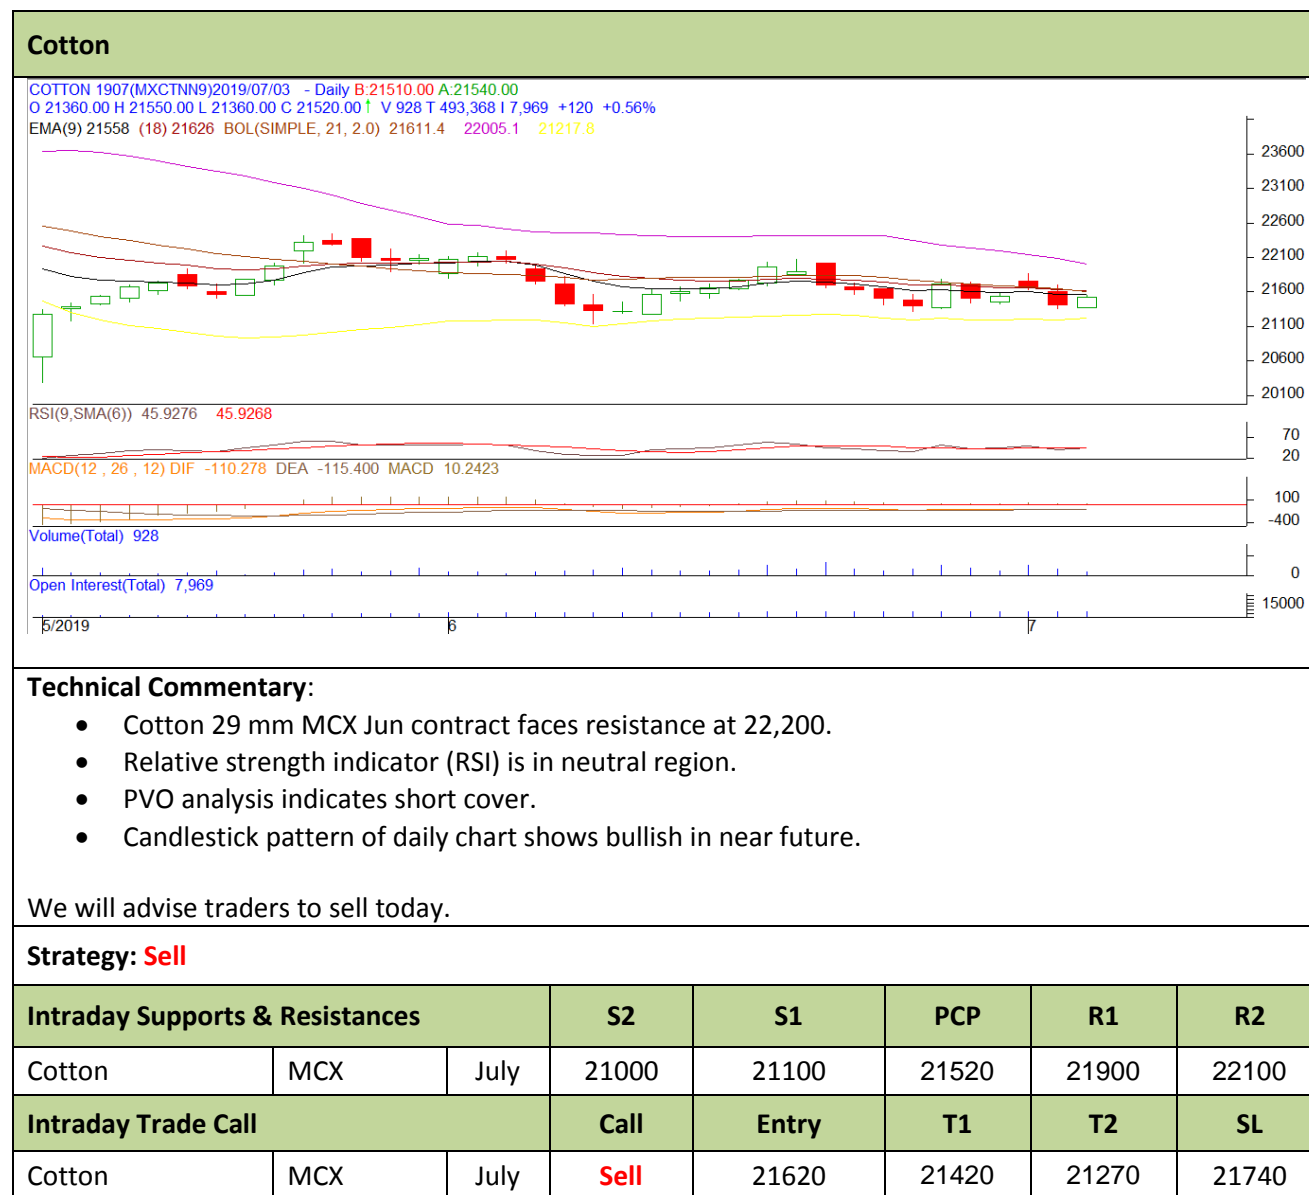 Cotton
COTTON 1907(MXCTNN9)2019/07/03 - Daily B:21510.00 A:21540.00
O 21360.00 H 21550.00 L 21360.00 C 21520.00↑ V 928 T 493,368 I 7,969 +120 +0.56%
EMA(9) 21558 (18) 21626 BOL(SIMPLE, 21, 2.0) 21611.4 22005.1 21217.8
23600
23100
22600
22100
21600
21100
20600
20100
RSI(9,SMA(6)) 45.9276 45.9268
70
20
MACD(12 , 26 , 12) DIF -110.278 DEA -115.400 MACD 10.2423
100
-400
Volume(Total) 928
0
Open Interest(Total) 7,969
15000
5/2019 6 7
Technical Commentary:
• Cotton 29 mm MCX Jun contract faces resistance at 22,200.
• Relative strength indicator (RSI) is in neutral region.
• PVO analysis indicates short cover.
• Candlestick pattern of daily chart shows bullish in near future.
We will advise traders to sell today.
Strategy: Sell
Intraday Supports & Resistances S2 S1 PCP R1 R2
Cotton MCX July 21000 21100 21520 21900 22100
Intraday Trade Call Call Entry T1 T2 SL
Cotton MCX July Sell 21620 21420 21270 21740